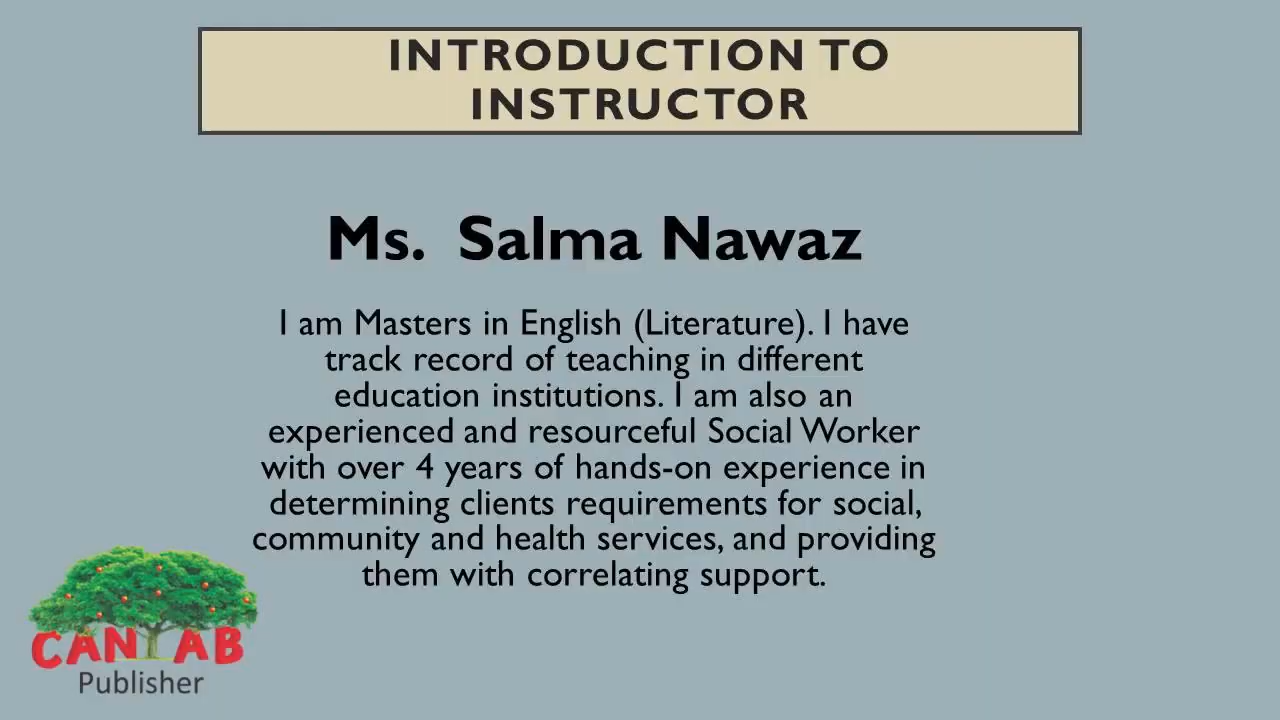 INTRODUCTION TO
INSTRUCTOR
Ms. Salma Nawaz
I am Masters in English (Literature). I have
track record of teaching in different
education institutions. I am also an
experienced and resourceful Social Worker
with over 4 years of hands-on experience in
determining clients requirements for social,
community and health services, and providing
them with correlating support.
CANTAB
Publisher